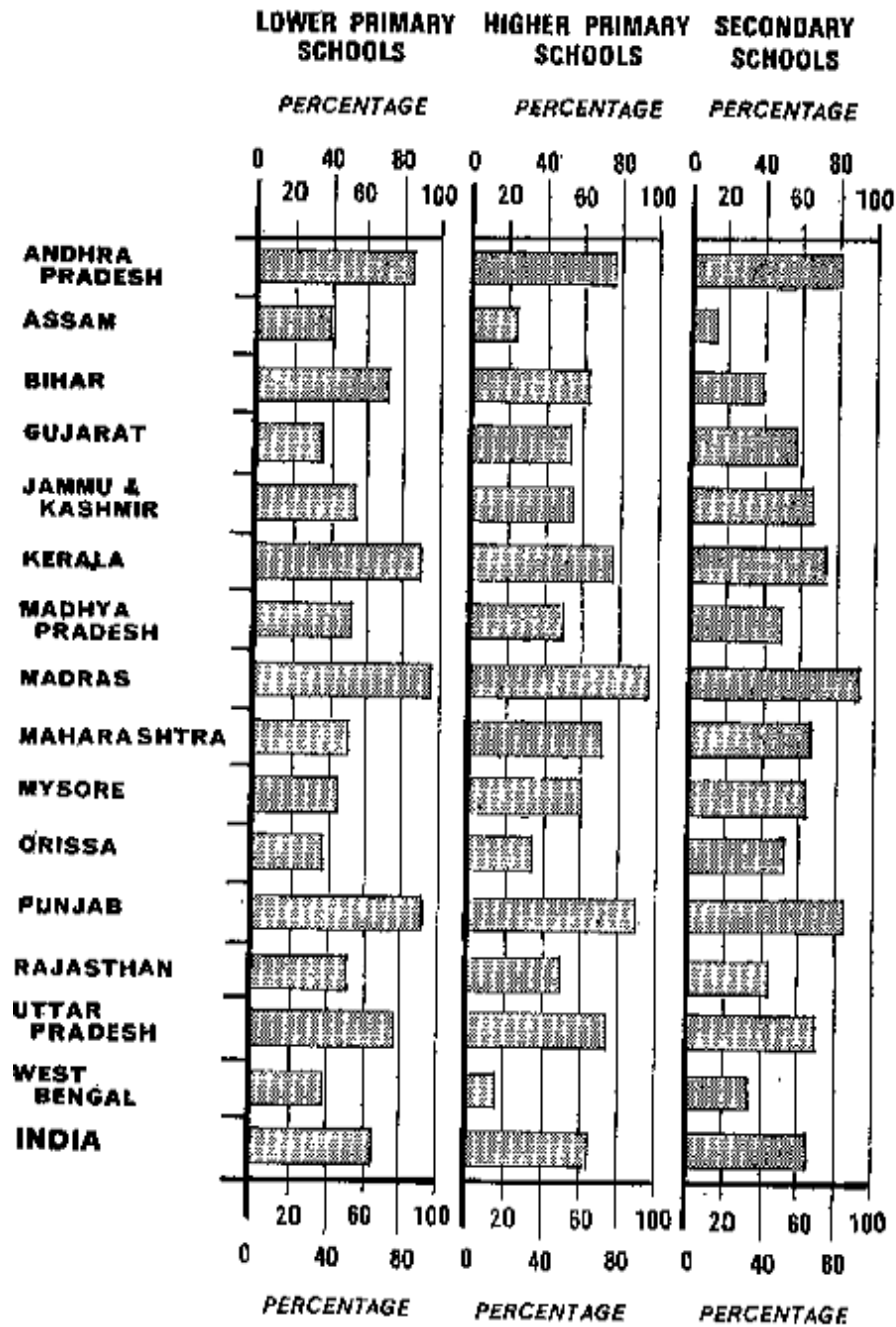 LOWER PRIMARY
SCHOOLS
HIGHER PRIMARY
SCHOOLS
SECONDARY
SCHOOLS
PERCENTAGE
PERCENTAGE
PERCENTAGE
0 40 80
20 60 100
0 40 80
20 60 100
0 40 80
20 60 100
ANDHRA
PRADESH
ASSAM
BIHAR
GUJARAT
JAMMU &
KASHMIR
KERALA
MADHYA
PRADESH
MADRAS
MAHARASHTRA
MYSORE
ORISSA
PUNJAB
RAJASTHAN
UTTAR
PRADESH
WEST
BENGAL
INDIA
20 60 100
0 40 80
20 60 100
0 40 80
20 60 100
0 40 80
PERCENTAGE
PERCENTAGE
PERCENTAGE